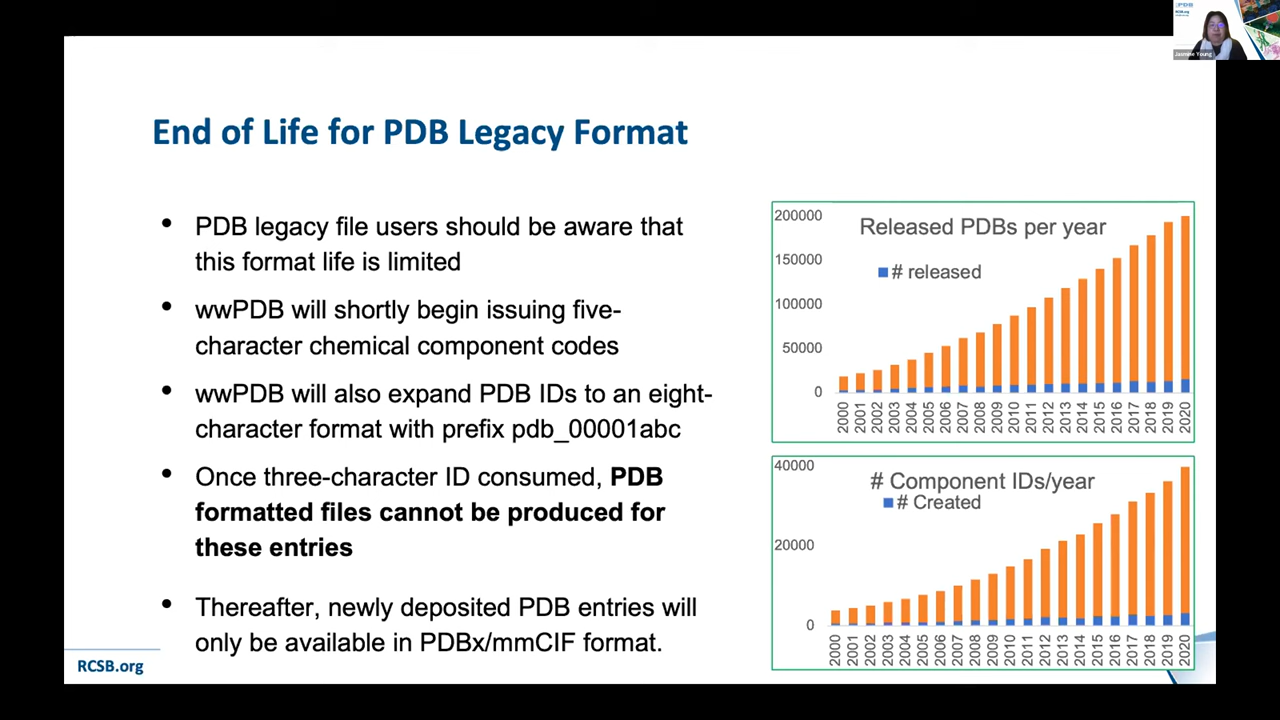 PDB
RCSB.org
Jasmine Young
End of Life for PDB Legacy Format
• PDB legacy file users should be aware that
this format life is limited
• wwPDB will shortly begin issuing five-
character chemical component codes
• wwPDB will also expand PDB IDs to an eight-
character format with prefix pdb_00001abc
• Once three-character ID consumed, PDB
formatted files cannot be produced for
these entries
• Thereafter, newly deposited PDB entries will
only be available in PDBx/mmCIF format.
RCSB.org
Released PDBs per year
# released
200000
150000
100000
50000
0
2000 2001 2002 2003 2004 2005 2006 2007 2008 2009 2010 2011 2012 2013 2014 2015 2016 2017 2018 2019 2020
# Component IDs/year
# Created
40000
20000
0
2000 2001 2002 2003 2004 2005 2006 2007 2008 2009 2010 2011 2012 2013 2014 2015 2016 2017 2018 2019 2020